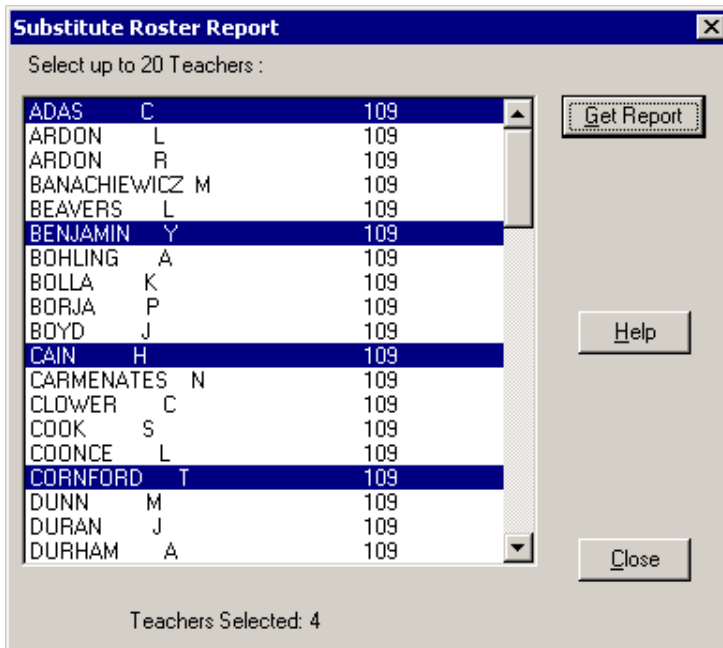 Substitute Roster Report
Select up to 20 Teachers :
ADAS C 109
ARDON L 109
ARDON R 109
BANACHIEWICZ M 109
BEAVERS L 109
BENJAMIN Y 109
BOHLING A 109
BOLLA K 109
BORJA P 109
BOYD J 109
CAIN H 109
CARMENATES N 109
CLOWER C 109
COOK S 109
COONCE L 109
CORNFORD T 109
DUNN M 109
DURAN J 109
DURHAM A 109
Get Report
Help
Close
Teachers Selected: 4